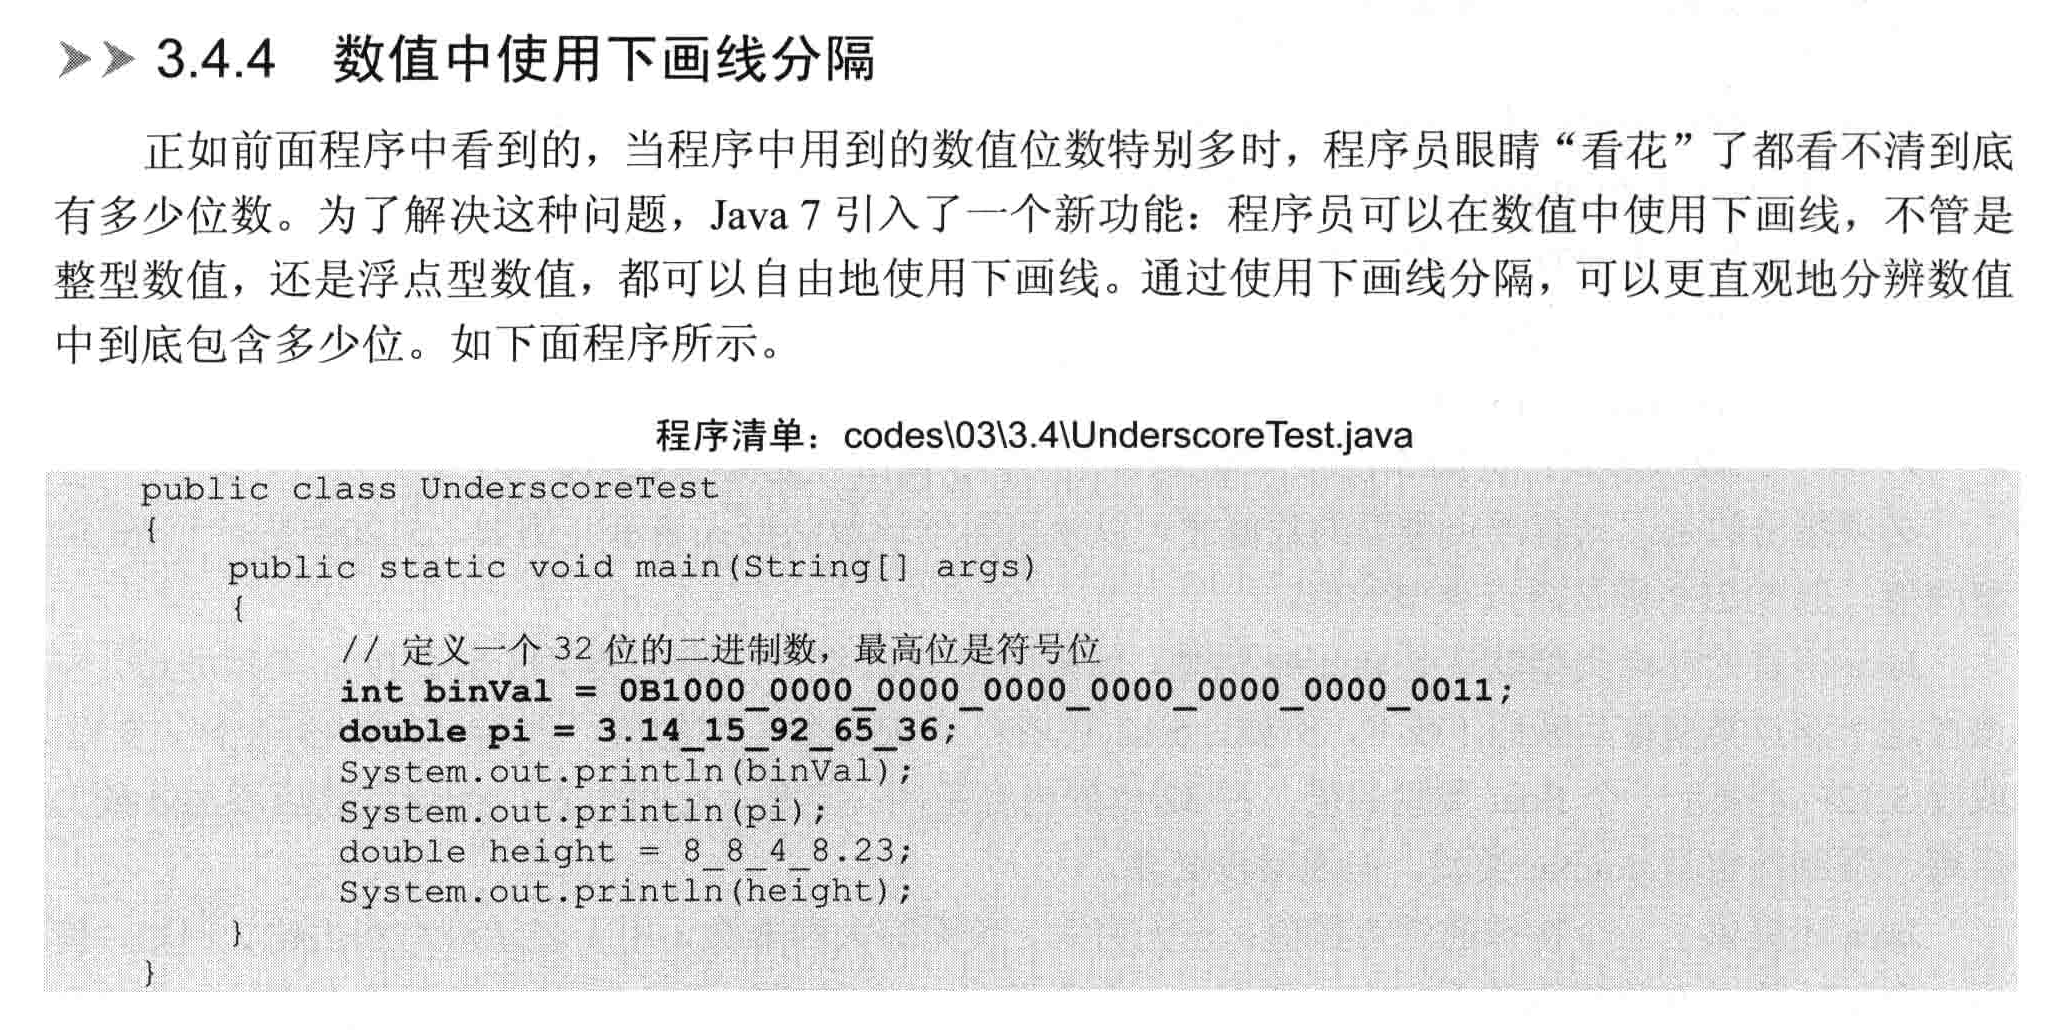 3.4.4 数值中使用下画线分隔
正如前面程序中看到的，当程序中用到的数值位数特别多时，程序员眼睛“看花”了都看不清到底
有多少位数。为了解决这种问题，Java 7 引入了一个新功能：程序员可以在数值中使用下画线，不管是
整型数值，还是浮点型数值，都可以自由地使用下画线。通过使用下画线分隔，可以更直观地分辨数值
中到底包含多少位。如下面程序所示。
程序清单：codes\03\3.4\UnderscoreTest.java
public class UnderscoreTest
{
public static void main(String[] args)
{
// 定义一个 32 位的二进制数，最高位是符号位
int binVal = 0B1000_0000_0000_0000_0000_0000_0000_0011;
double pi = 3.14_15_92_65_36;
System.out.println(binVal);
System.out.println(pi);
double height = 8_8_4_8.23;
System.out.println(height);
}
}